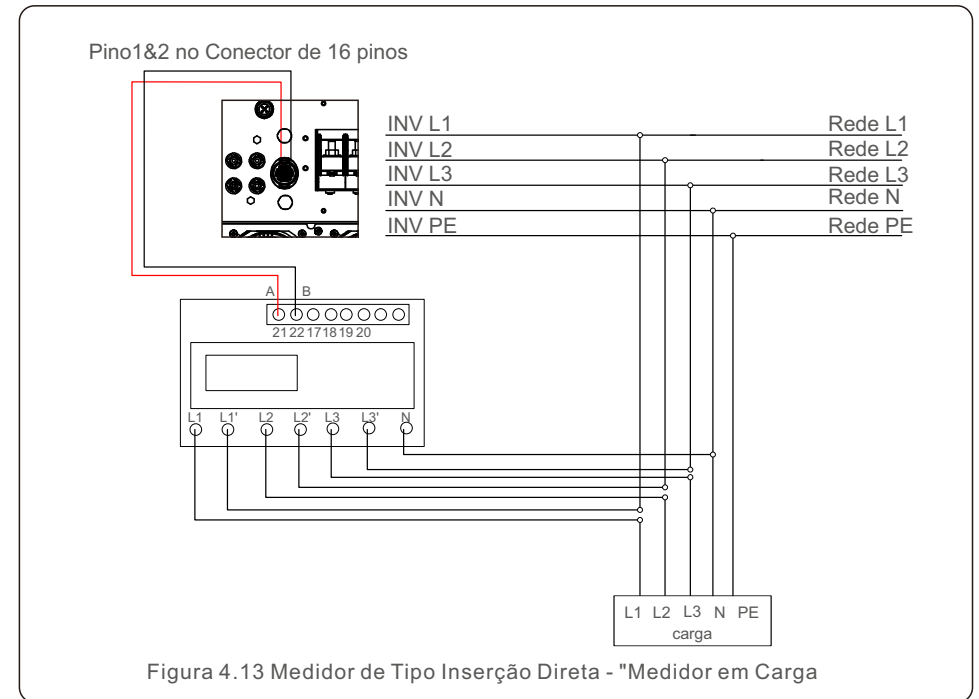 Pino1&2 no Conector de 16 pinos
INV L1 Rede L1
INV L2 Rede L2
INV L3 Rede L3
INV N Rede N
INV PE Rede PE
A B
21 22 17 18 19 20
L1 L1' L2 L2' L3 L3' N
L1 L2 L3 N PE
carga
Figura 4.13 Medidor de Tipo Inserção Direta - "Medidor em Carga